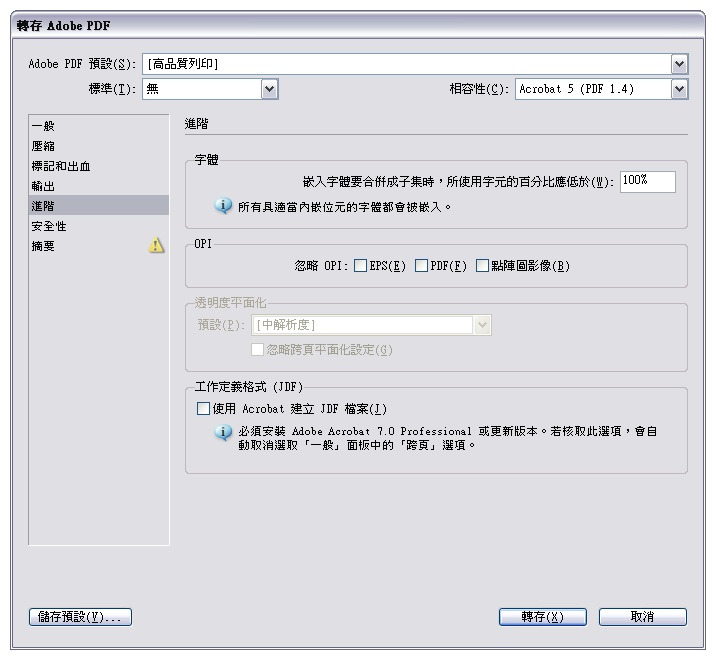 轉存 Adobe PDF
Adobe PDF 預設(S): [高品質列印]
標準(T): 無
相容性(C): Acrobat 5 (PDF 1.4)
一般
壓縮
標記和出血
輸出
進階
安全性
摘要
進階
字體
嵌入字體要合併成子集時，所使用字元的百分比應低於(W): 100%
所有具適當內嵌位元的字體都會被嵌入。
OPI
忽略 OPI: EPS(E) PDF(F) 點陣圖影像(B)
透明度平面化
預設(P): [中解析度]
忽略跨頁平面化設定(G)
工作定義格式 (JDF)
使用 Acrobat 建立 JDF 檔案(J)
必須安裝 Adobe Acrobat 7.0 Professional 或更新版本。若核取此選項，會自
動取消選取「一般」面板中的「跨頁」選項。
儲存預設(V)... 轉存(X) 取消